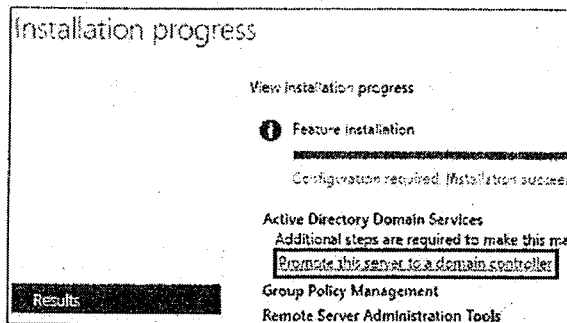 Installation progress
View installation progress
Feature installation
Configuration required. Installation succee
Active Directory Domain Services
Additional steps are required to make this ma
Promote this server to a domain controller
Results
Group Policy Management
Remote Server Administration Tools